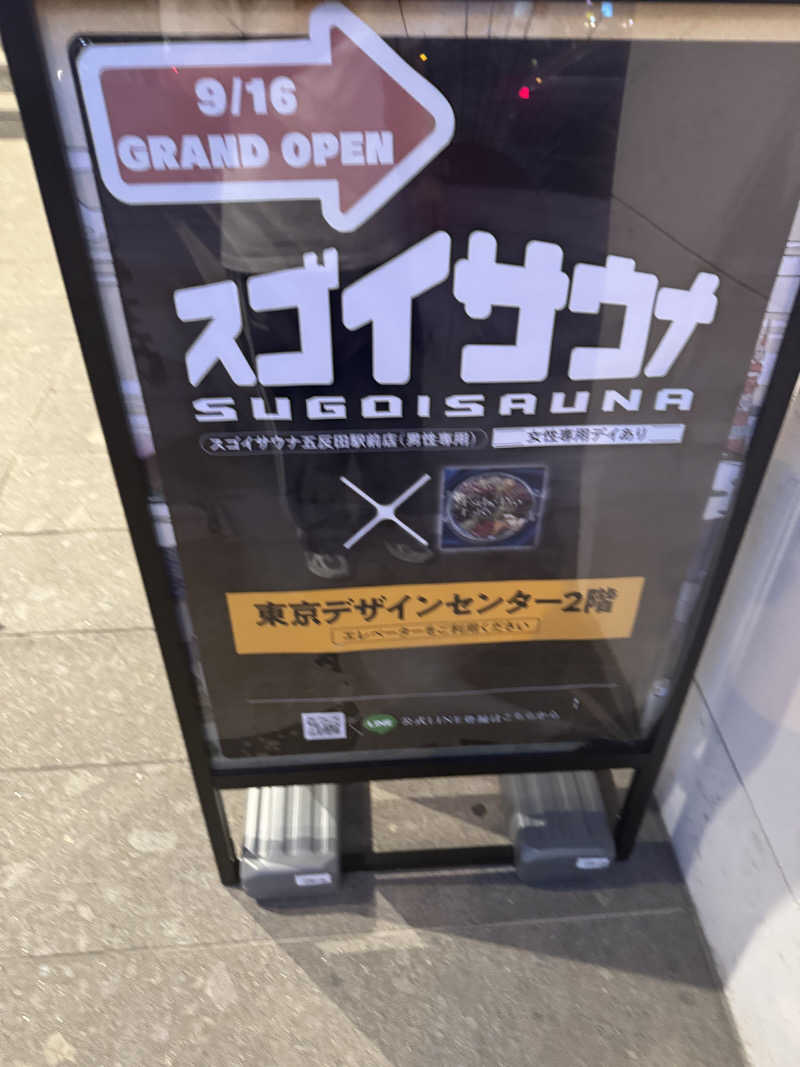 9/16
GRAND OPEN
スゴイサウナ
SUGOISAUNA
スゴイサウナ五反田駅前店(男性専用)
女性専用デイあり
東京デザインセンター2階
エレベーターをご利用ください
LINE 公式LINE登録はこちらから